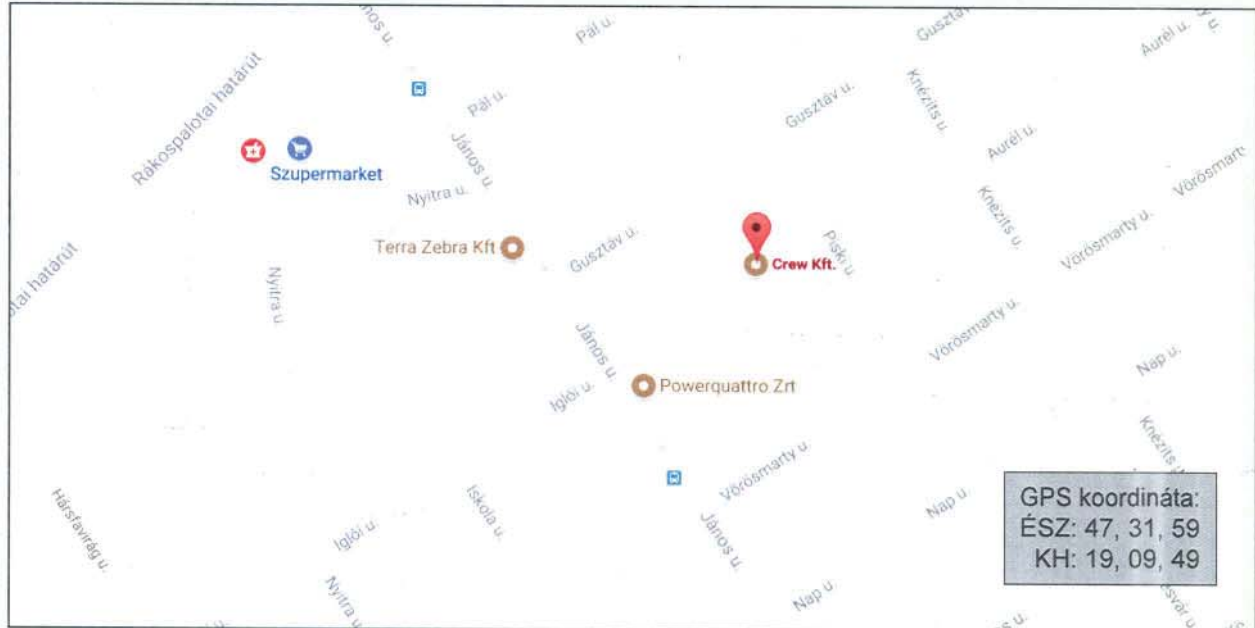 János u.
Pál u.
Gusztáv u.
Aurél u.
Rákospalotai határút
Pál u.
Gusztáv u.
Knézits u.
János u.
Aurél u.
Szupermarket
Nyitra u.
Vörösmarty
Knézits u.
Vörösmarty u.
Terra Zebra Kft
Gusztáv u.
Piski u.
Crew Kft.
otai határút
Nyitra u.
János u.
Vörösmarty u.
Nap u.
Iglói u.
Powerquattro Zrt
Knézits u.
Vörösmarty u.
Hársfavirág u.
Iskola u.
Nap u.
Iglói u.
János u.
GPS koordináta:
ÉSZ: 47, 31, 59
KH: 19, 09, 49
Nyitra u.
Nap u.